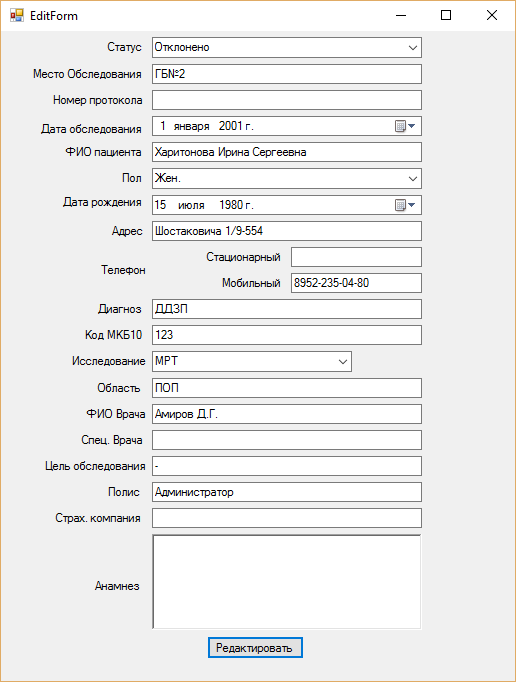 EditForm
Статус Отклонено
Место Обследования ГБ№2
Номер протокола
Дата обследования 1 января 2001 г.
ФИО пациента Харитонова Ирина Сергеевна
Пол Жен.
Дата рождения 15 июля 1980 г.
Адрес Шостаковича 1/9-554
Стационарный
Телефон
Мобильный 8952-235-04-80
Диагноз ДДЗП
Код МКБ10 123
Исследование МРТ
Область ПОП
ФИО Врача Амиров Д.Г.
Спец. Врача
Цель обследования -
Полис Администратор
Страх. компания
Анамнез
Редактировать